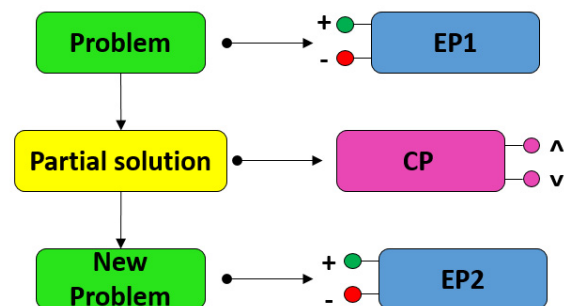 Problem
+
EP1
-
Partial solution
CP
^
v
New
Problem
+
EP2
-